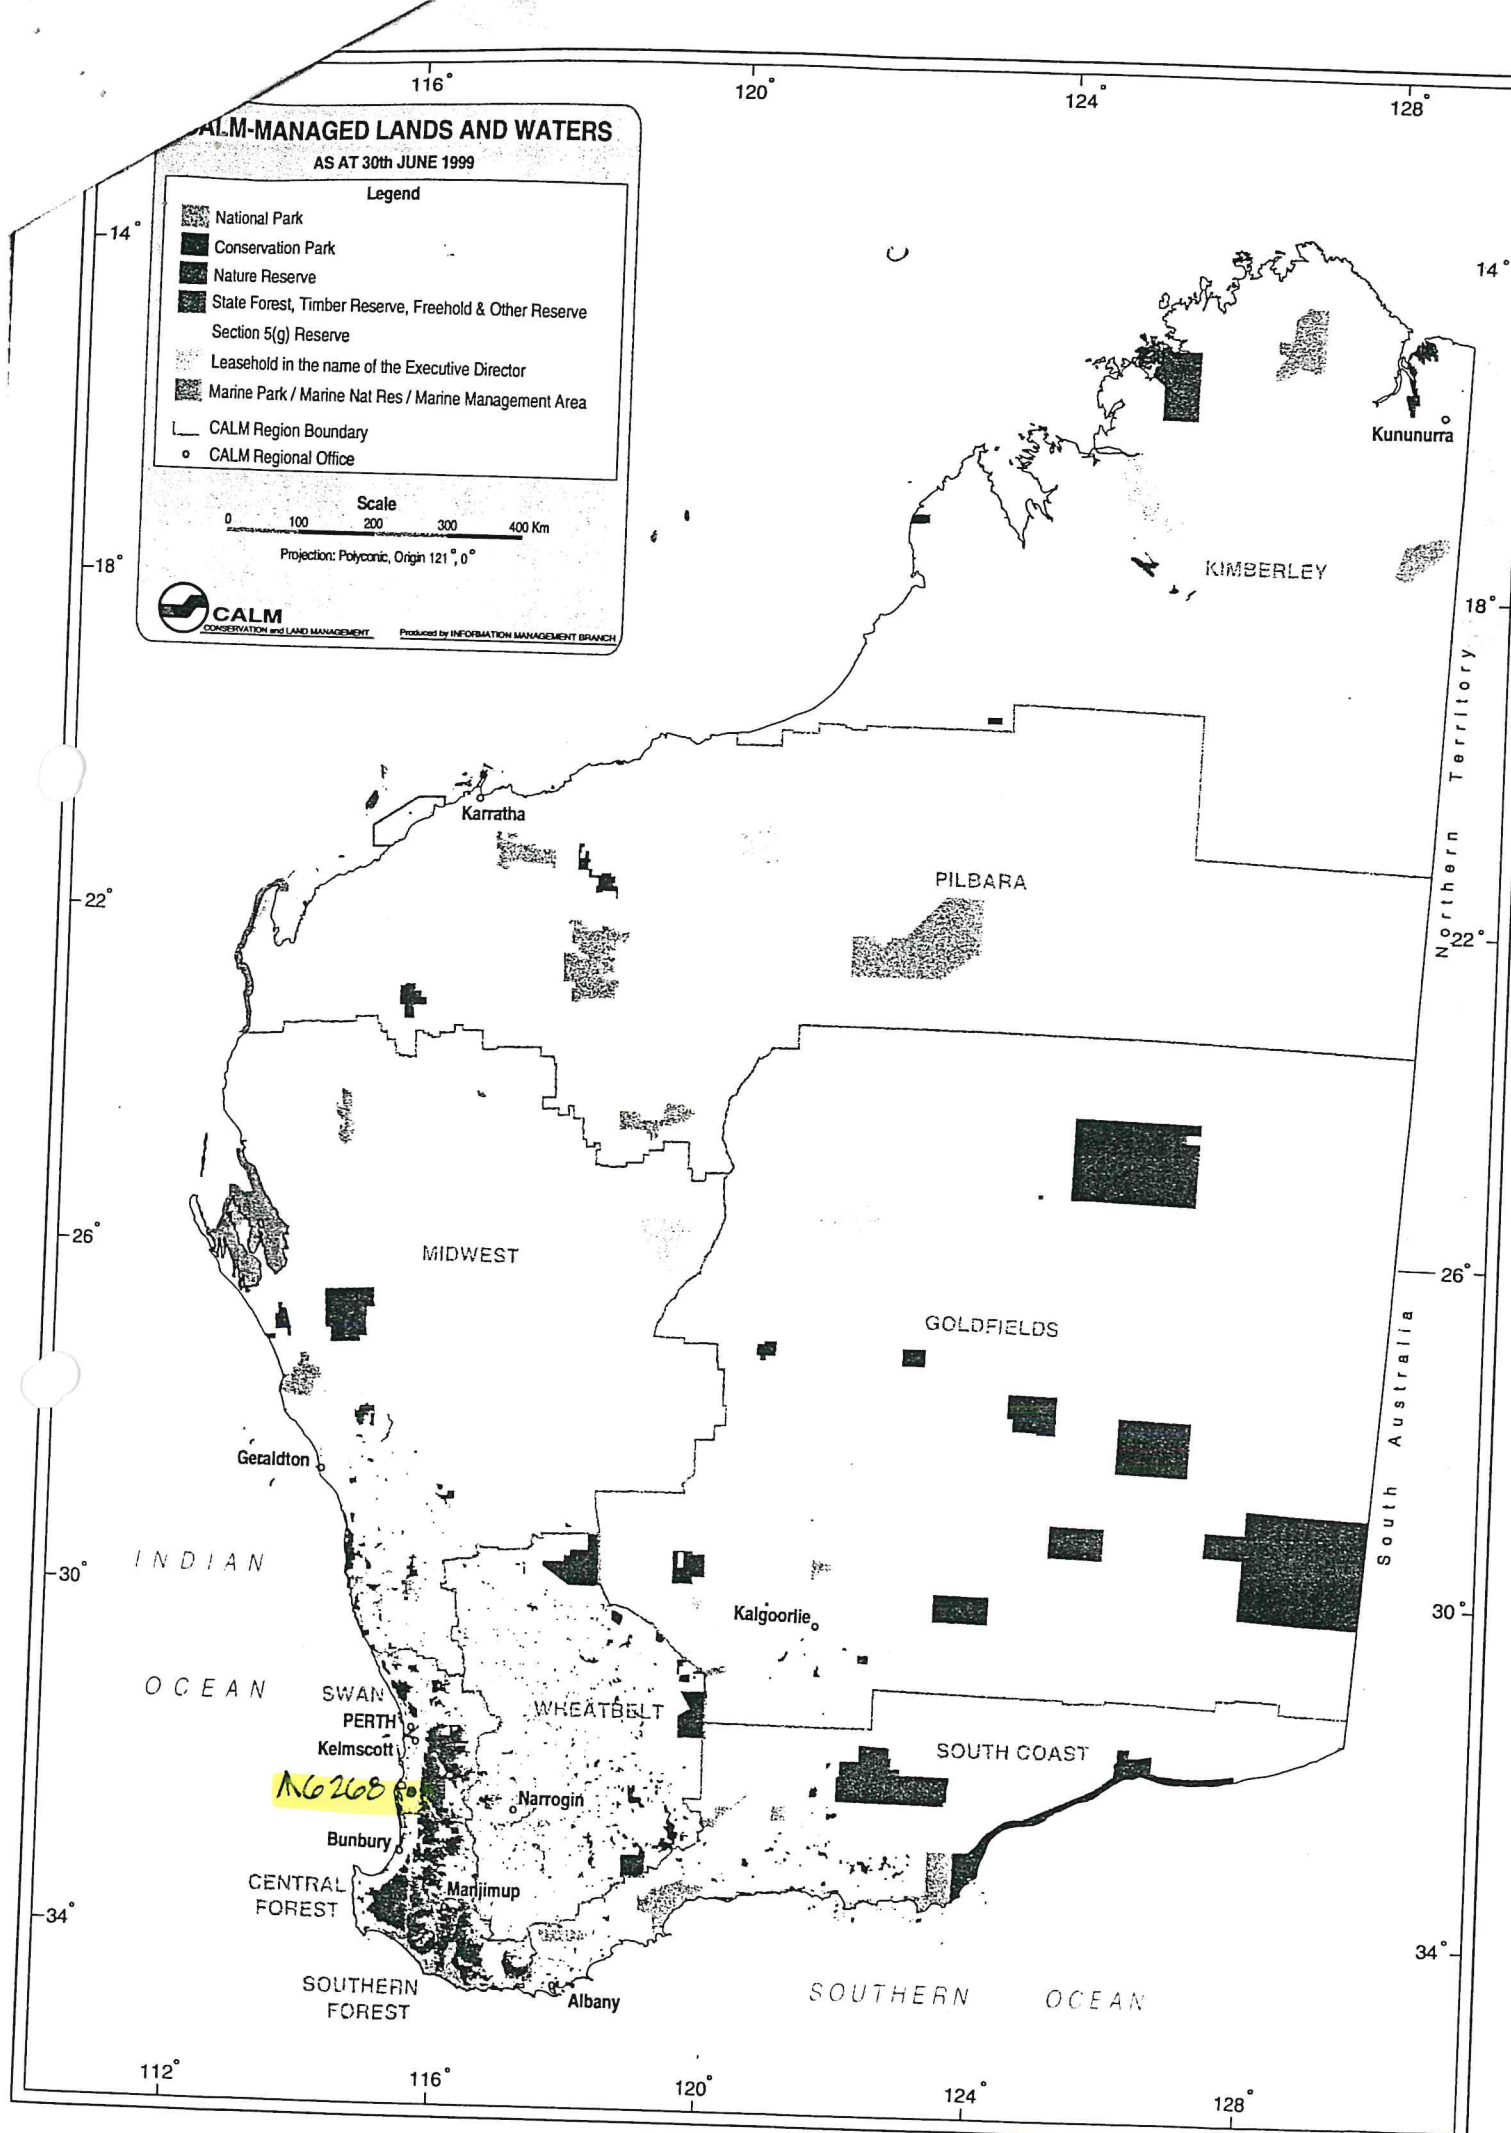 116°
120°
124°
128°
CALM-MANAGED LANDS AND WATERS
AS AT 30th JUNE 1999
Legend
National Park
Conservation Park
Nature Reserve
State Forest, Timber Reserve, Freehold & Other Reserve
Section 5(g) Reserve
Leasehold in the name of the Executive Director
Marine Park / Marine Nat Res / Marine Management Area
CALM Region Boundary
CALM Regional Office
Scale
0 100 200 300 400 Km
Projection: Polyconic, Origin 121°, 0°
CALM
CONSERVATION and LAND MANAGEMENT
Produced by INFORMATION MANAGEMENT BRANCH
14°
14°
Kununurra
18°
KIMBERLEY
18°
Northern Territory
Karratha
PILBARA
22°
22°
26°
MIDWEST
26°
GOLDFIELDS
South Australia
Geraldton
INDIAN
30°
Kalgoorlie
30°
OCEAN
SWAN
PERTH
WHEATBELT
Kelmscott
SOUTH COAST
A6268
Narrogin
Bunbury
CENTRAL
FOREST
Manjimup
34°
34°
SOUTHERN
FOREST
Albany
SOUTHERN OCEAN
112°
116°
120°
124°
128°